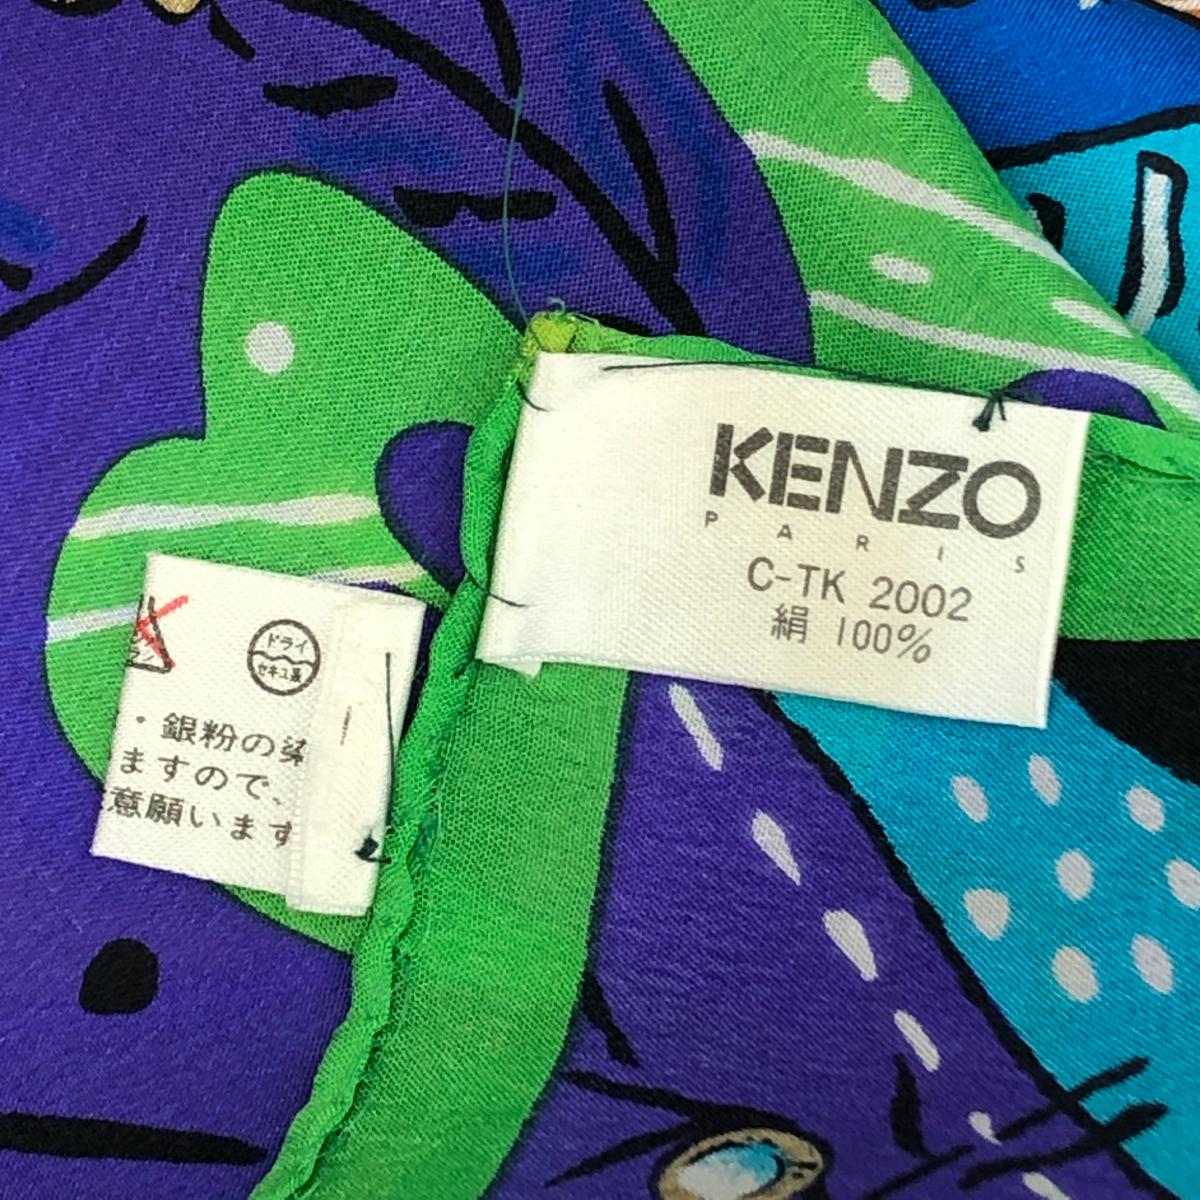 KENZO
PARIS
C-TK 2002
絹 100%
ドライ
セキユ系
・銀粉の染
ますので、
意願います